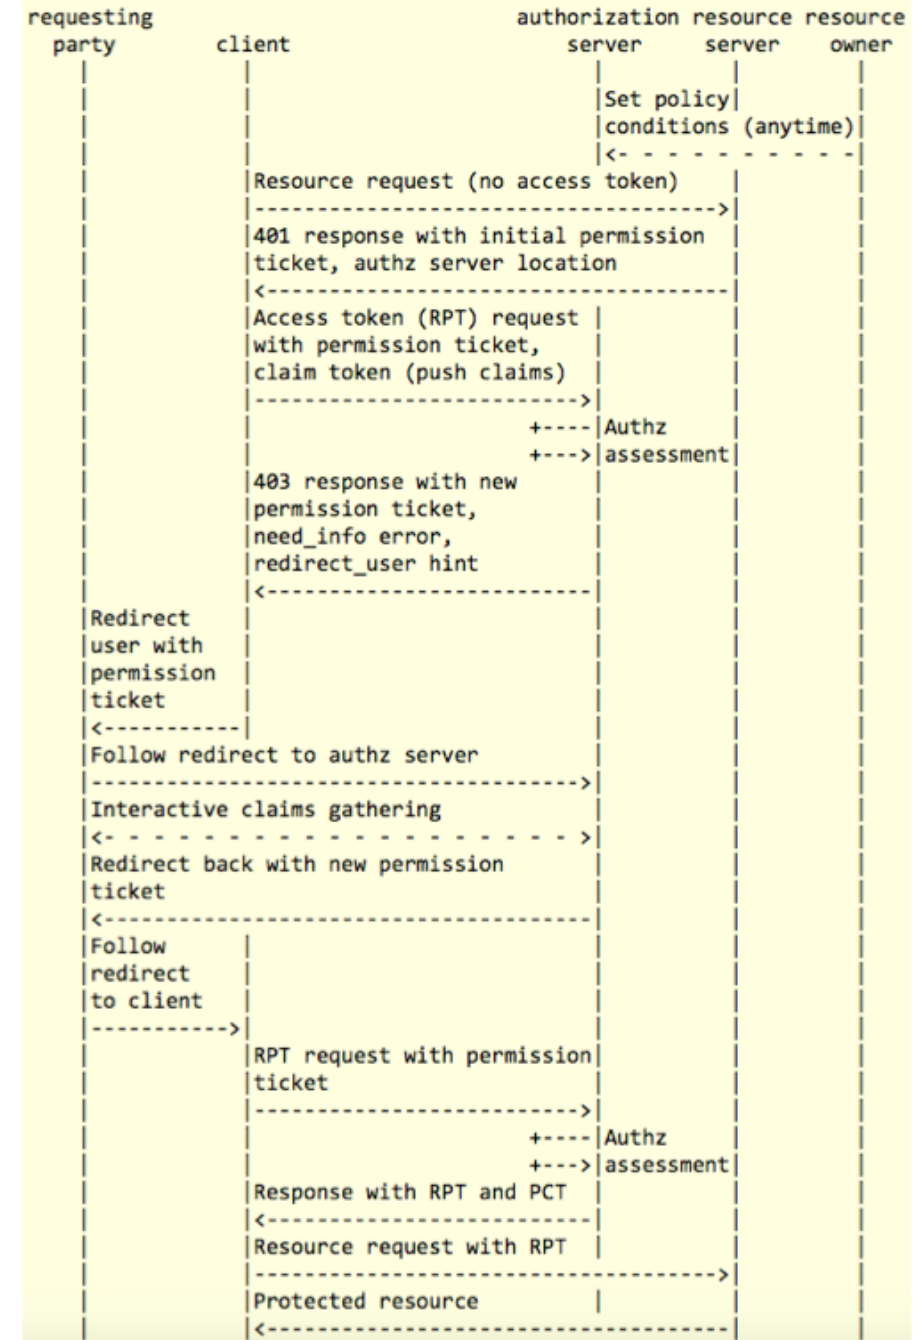 requesting authorization resource resource
party client server server owner
Set policy
conditions (anytime)
Resource request (no access token)
401 response with initial permission
ticket, authz server location
Access token (RPT) request
with permission ticket,
claim token (push claims)
Authz
assessment
403 response with new
permission ticket,
need_info error,
redirect_user hint
Redirect
user with
permission
ticket
Follow redirect to authz server
Interactive claims gathering
Redirect back with new permission
ticket
Follow
redirect
to client
RPT request with permission
ticket
Authz
assessment
Response with RPT and PCT
Resource request with RPT
Protected resource